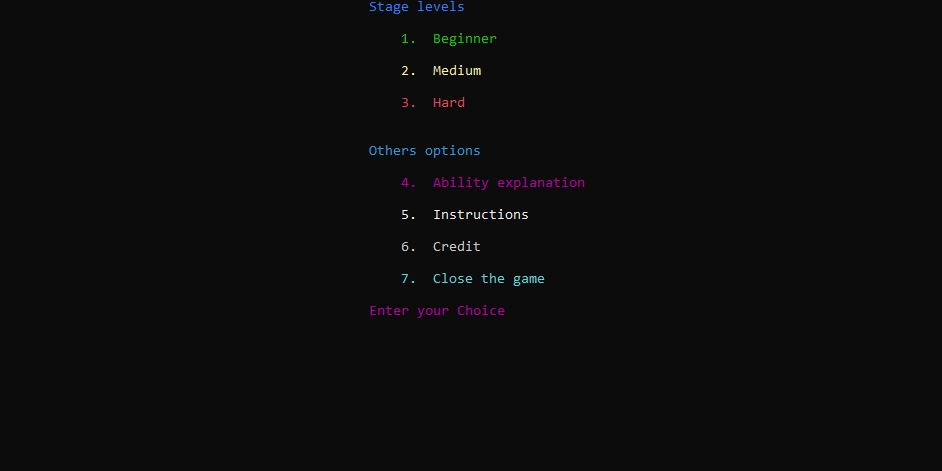 Stage levels
1. Beginner
2. Medium
3. Hard
Others options
4. Ability explanation
5. Instructions
6. Credit
7. Close the game
Enter your Choice